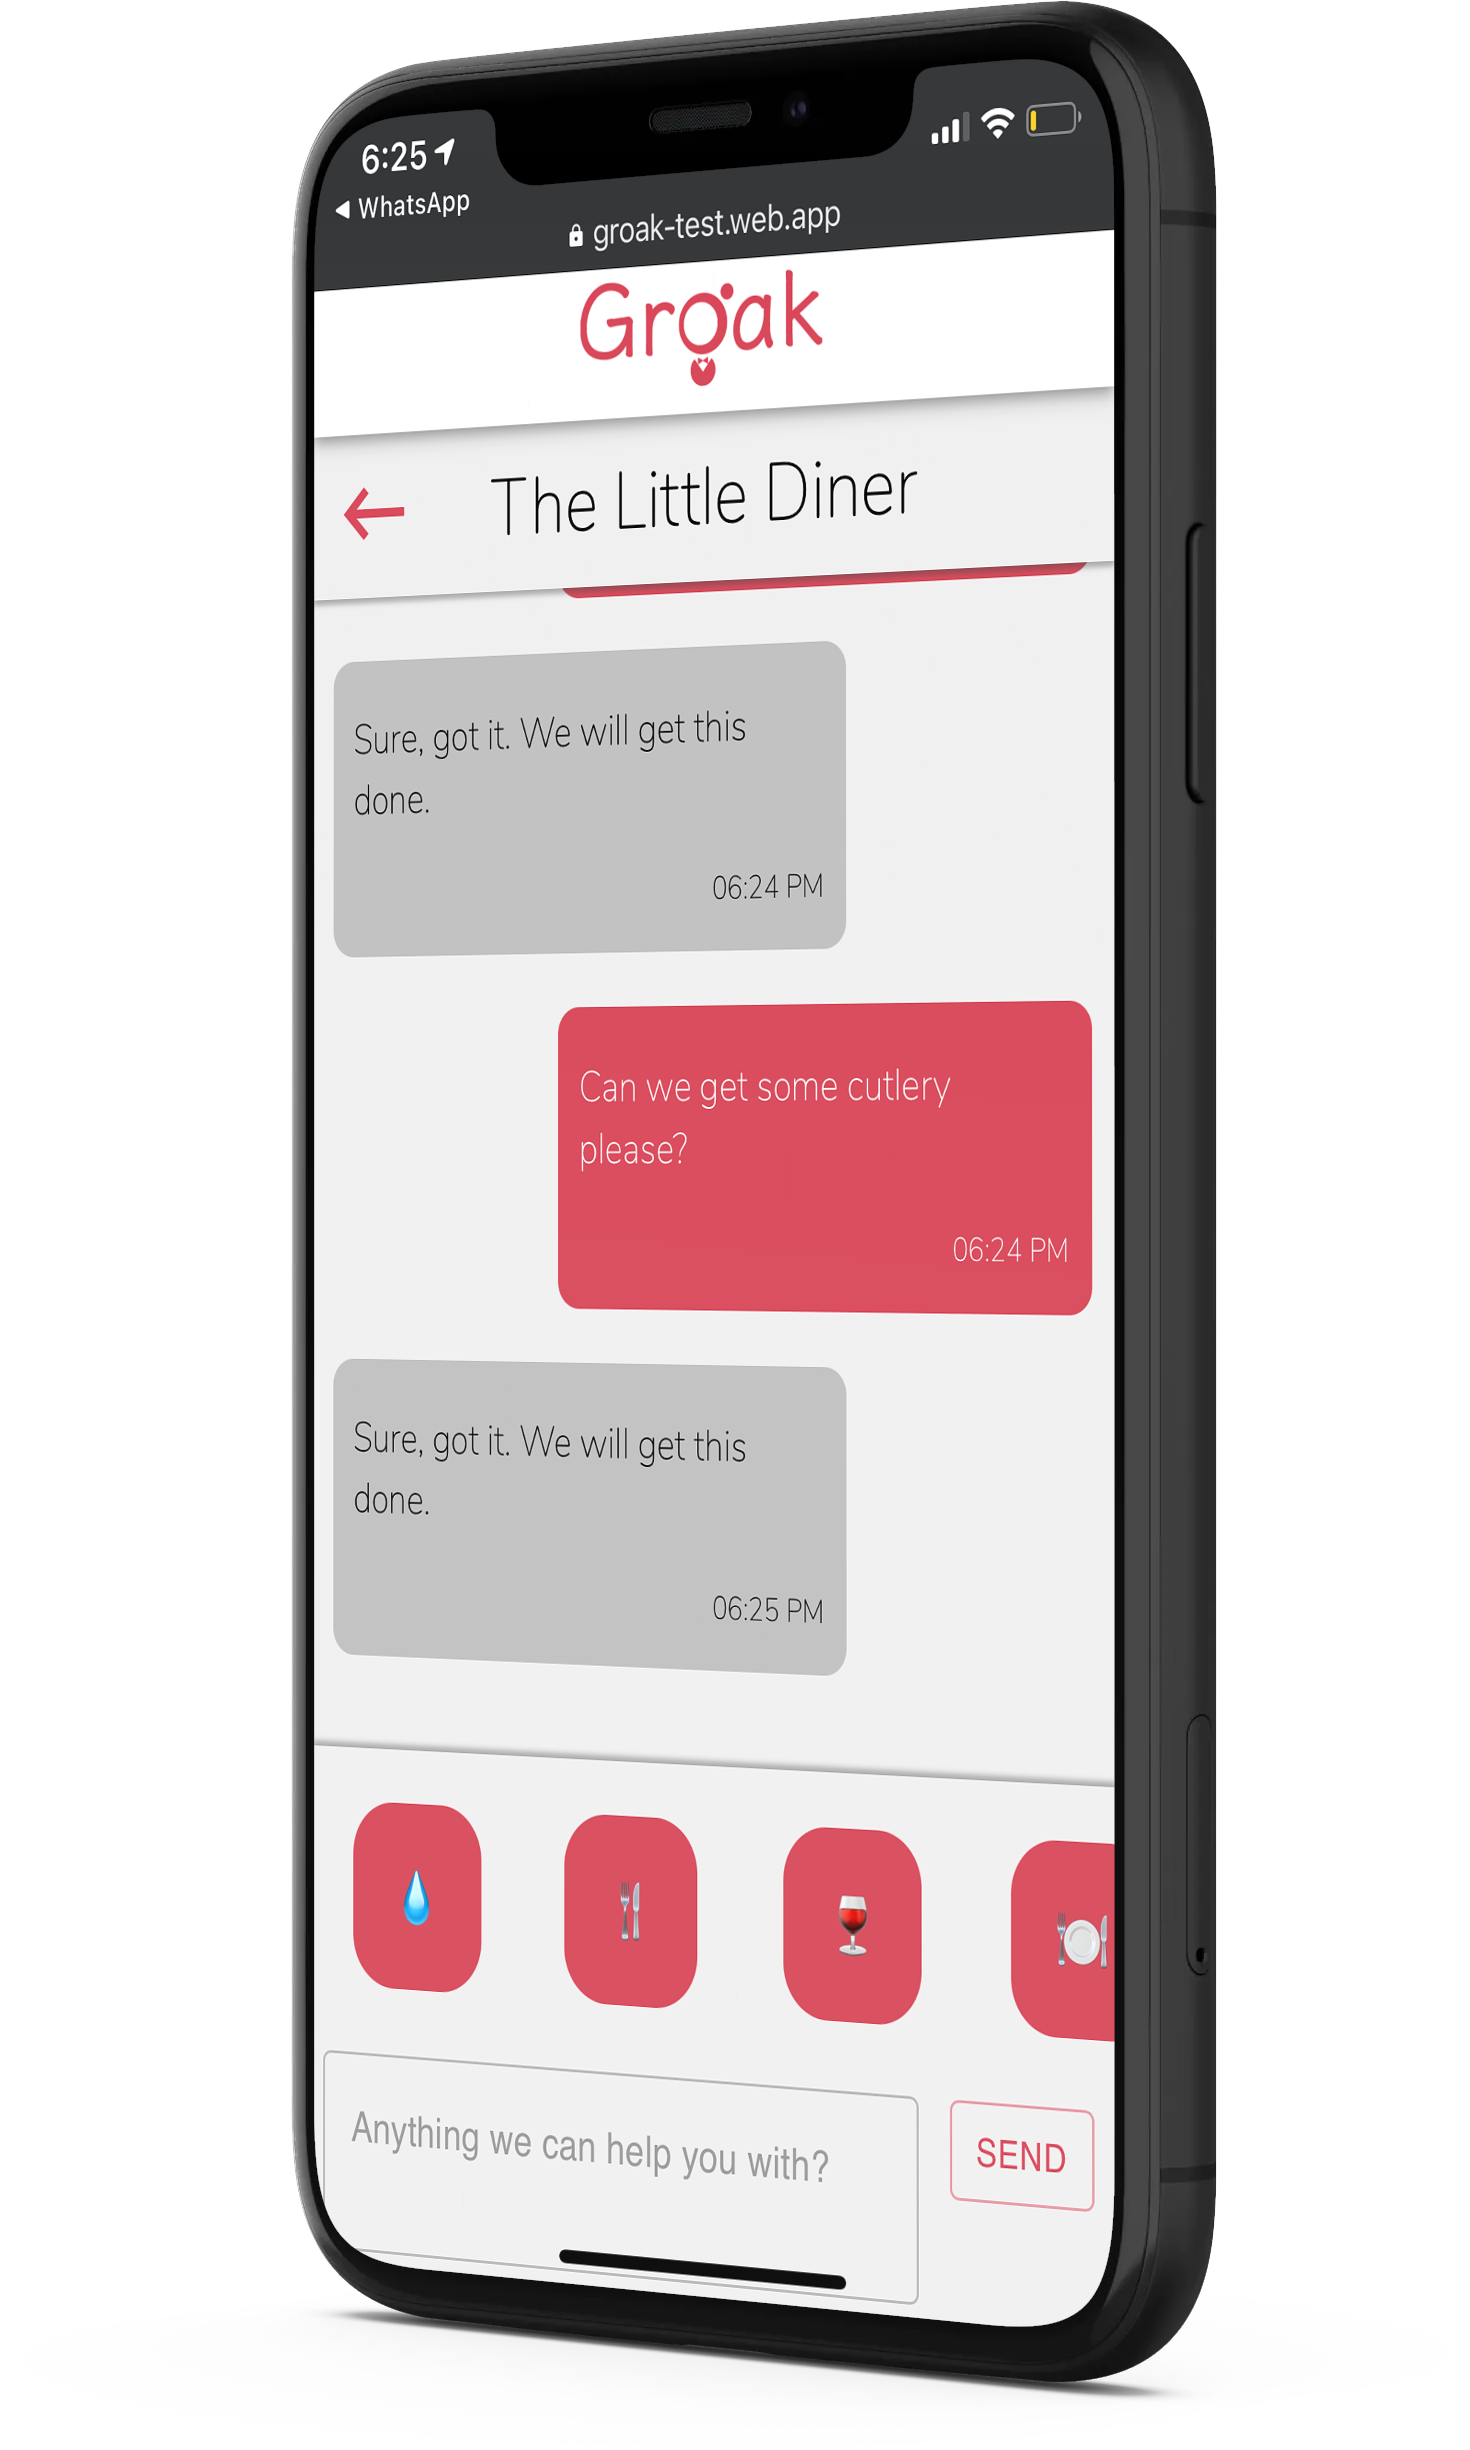 6:25
WhatsApp
groak-test.web.app
Groak
The Little Diner
Sure, got it. We will get this
done.
06:24 PM
Can we get some cutlery
please?
06:24 PM
Sure, got it. We will get this
done.
06:25 PM
Anything we can help you with?
SEND